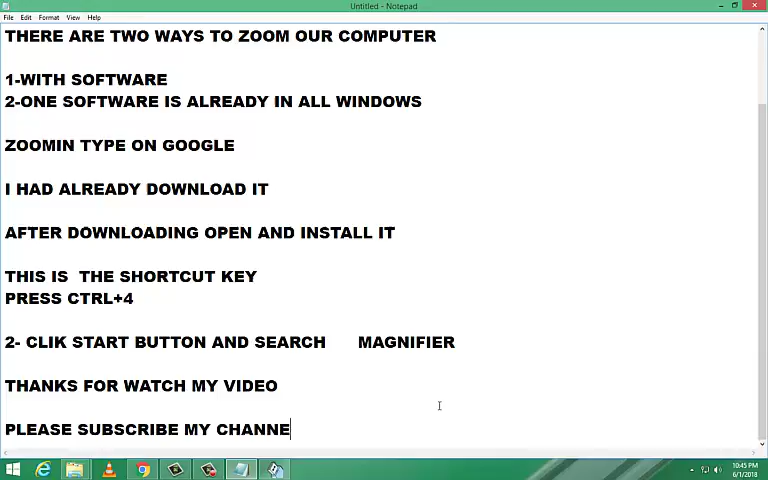 Untitled - Notepad
File Edit Format View Help
THERE ARE TWO WAYS TO ZOOM OUR COMPUTER
1-WITH SOFTWARE
2-ONE SOFTWARE IS ALREADY IN ALL WINDOWS
ZOOMIN TYPE ON GOOGLE
I HAD ALREADY DOWNLOAD IT
AFTER DOWNLOADING OPEN AND INSTALL IT
THIS IS  THE SHORTCUT KEY
PRESS CTRL+4
2- CLIK START BUTTON AND SEARCH      MAGNIFIER
THANKS FOR WATCH MY VIDEO
PLEASE SUBSCRIBE MY CHANNE
10:45 PM
6/1/2018